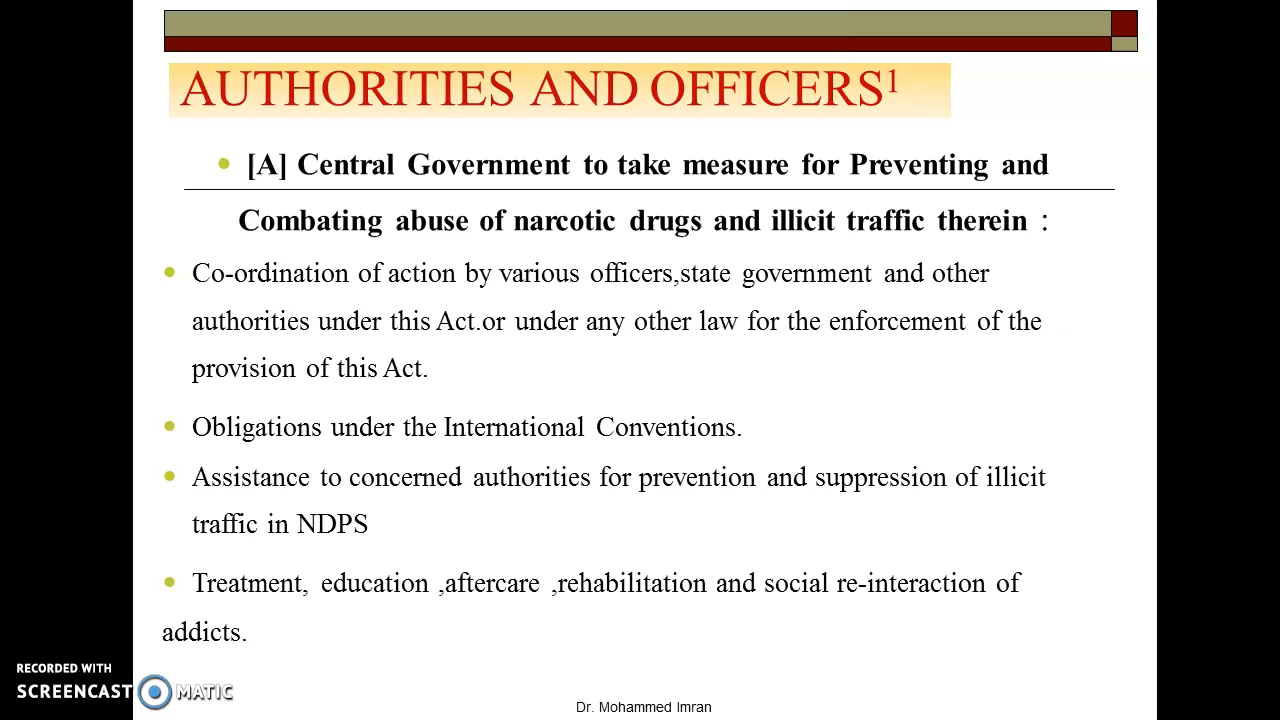 AUTHORITIES AND OFFICERS¹
• [A] Central Government to take measure for Preventing and
Combating abuse of narcotic drugs and illicit traffic therein :
• Co-ordination of action by various officers,state government and other
authorities under this Act.or under any other law for the enforcement of the
provision of this Act.
• Obligations under the International Conventions.
• Assistance to concerned authorities for prevention and suppression of illicit
traffic in NDPS
• Treatment, education ,aftercare ,rehabilitation and social re-interaction of
addicts.
RECORDED WITH
SCREENCAST MATIC
Dr. Mohammed Imran